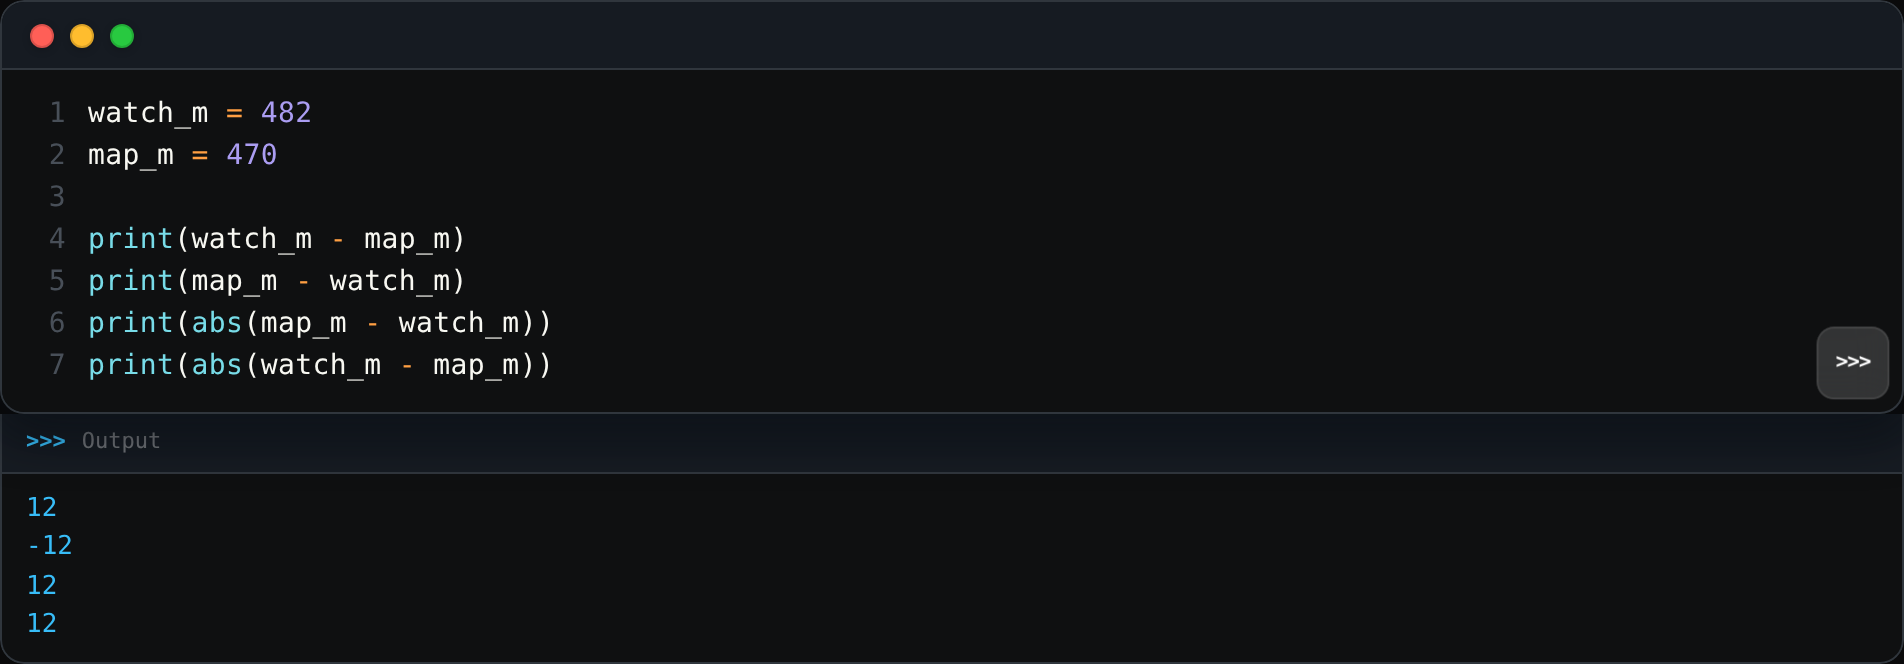 1 watch_m = 482
2 map_m = 470
3
4 print(watch_m - map_m)
5 print(map_m - watch_m)
6 print(abs(map_m - watch_m))
7 print(abs(watch_m - map_m))
>>>
>>> Output
12
-12
12
12